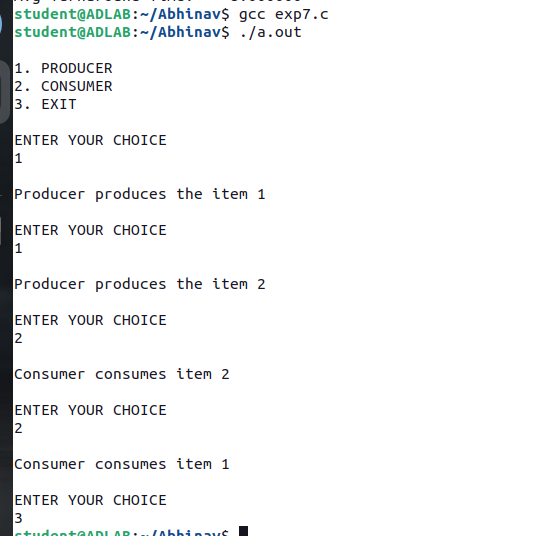 student@ADLAB:~/Abhinav$ gcc exp7.c
student@ADLAB:~/Abhinav$ ./a.out
1. PRODUCER
2. CONSUMER
3. EXIT
ENTER YOUR CHOICE
1
Producer produces the item 1
ENTER YOUR CHOICE
1
Producer produces the item 2
ENTER YOUR CHOICE
2
Consumer consumes item 2
ENTER YOUR CHOICE
2
Consumer consumes item 1
ENTER YOUR CHOICE
3
student@ADLAB:~/Abhinav$